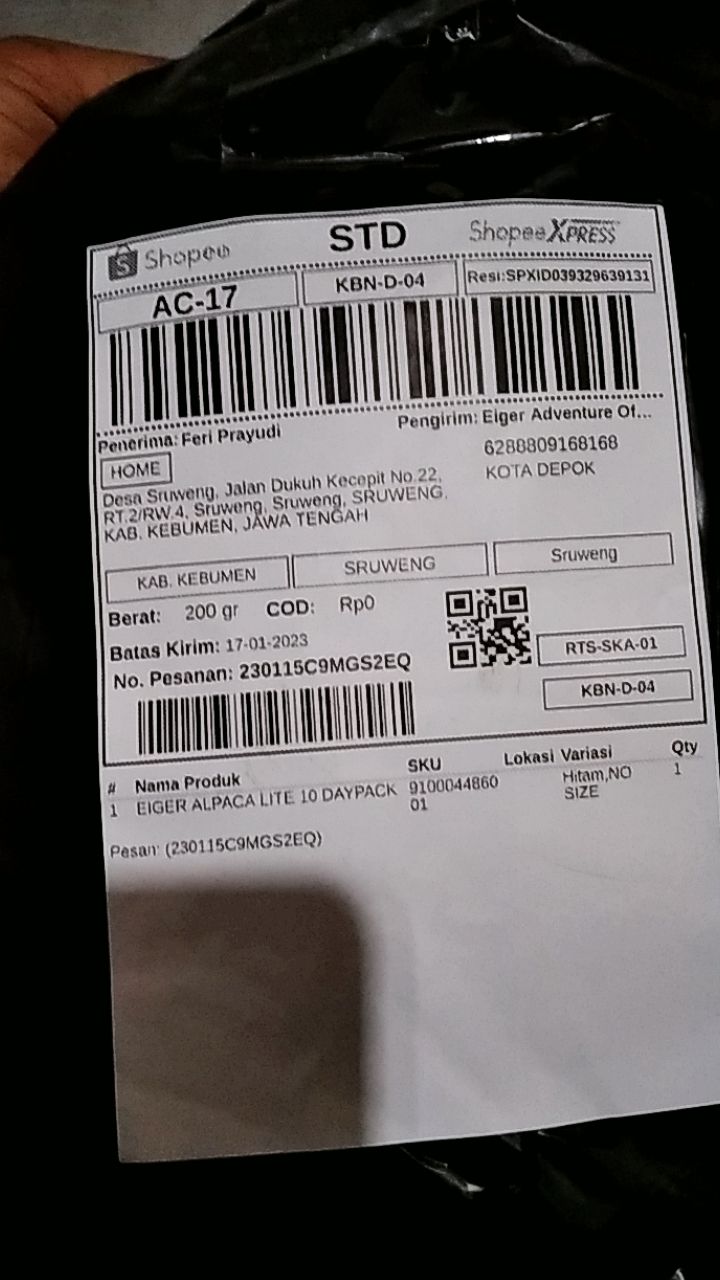 Shopee
STD
ShopeeXPRESS
AC-17
KBN-D-04
Resi:SPXID039329639131
Penerima: Feri Prayudi
Pengirim: Eiger Adventure Of...
HOME
6288809168168
KOTA DEPOK
Desa Sruweng, Jalan Dukuh Kecepit No.22,
RT.2/RW.4, Sruweng, Sruweng, SRUWENG,
KAB. KEBUMEN, JAWA TENGAH
KAB. KEBUMEN
SRUWENG
Sruweng
Berat: 200 gr COD: Rp0
Batas Kirim: 17-01-2023
No. Pesanan: 230115C9MGS2EQ
RTS-SKA-01
KBN-D-04
# Nama Produk SKU Lokasi Variasi Qty
1 EIGER ALPACA LITE 10 DAYPACK 9100044860 Hitam,NO 1
01 SIZE
Pesan: (230115C9MGS2EQ)